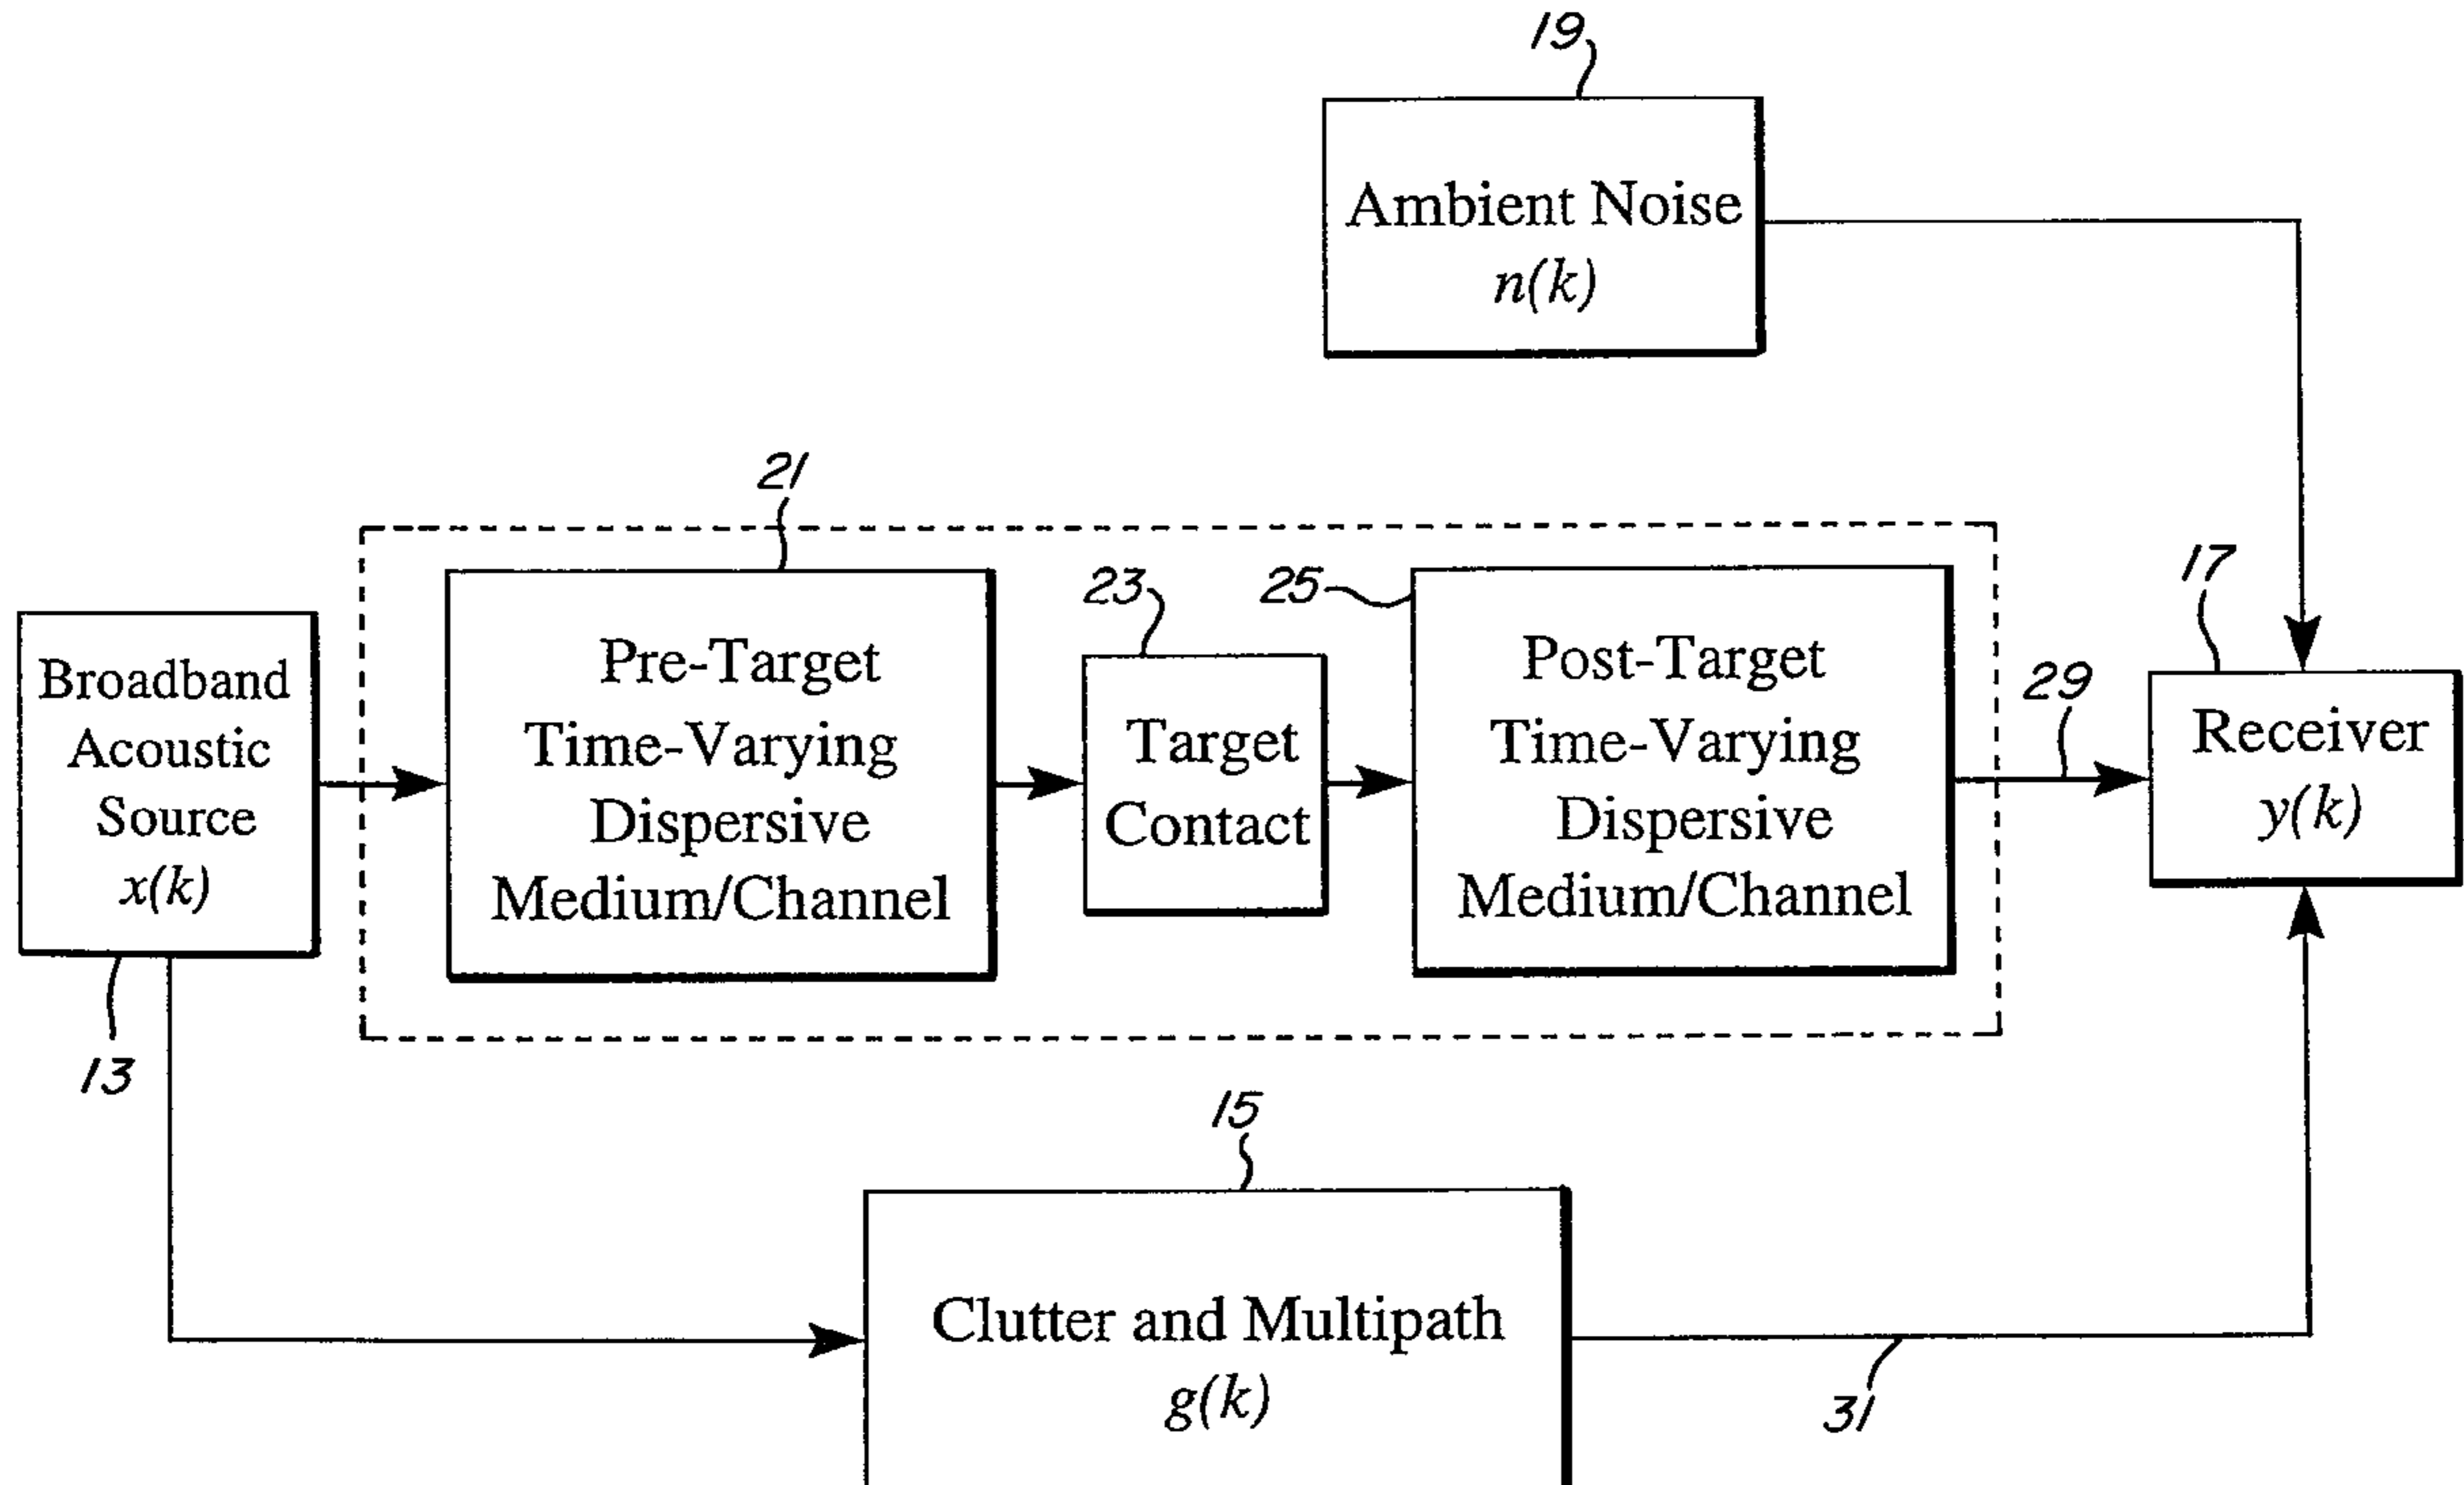 19
Ambient Noise
n(k)
21
23
25
17
29
Broadband
Acoustic
Source
x(k)
13
Pre-Target
Time-Varying
Dispersive
Medium/Channel
Target
Contact
Post-Target
Time-Varying
Dispersive
Medium/Channel
Receiver
y(k)
15
Clutter and Multipath
g(k)
31